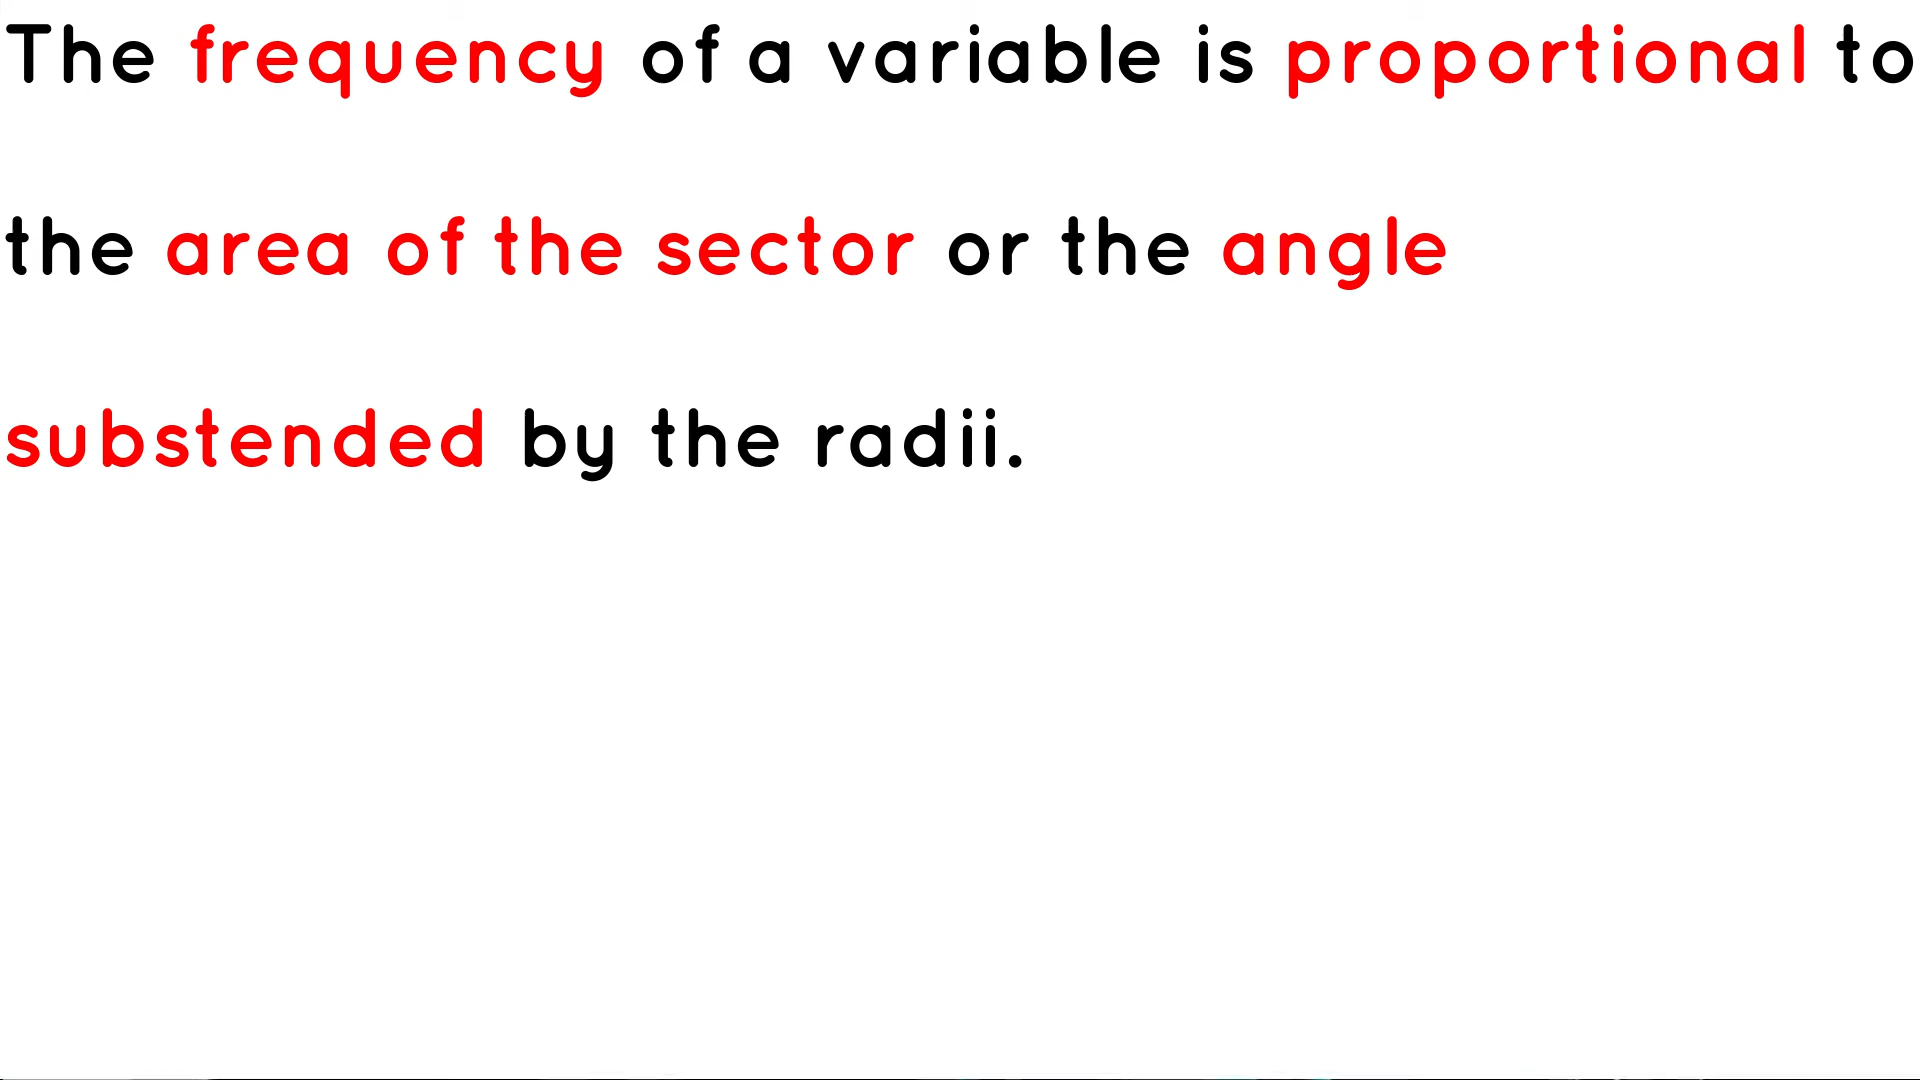 The frequency of a variable is proportional to
the area of the sector or the angle
substended by the radii.